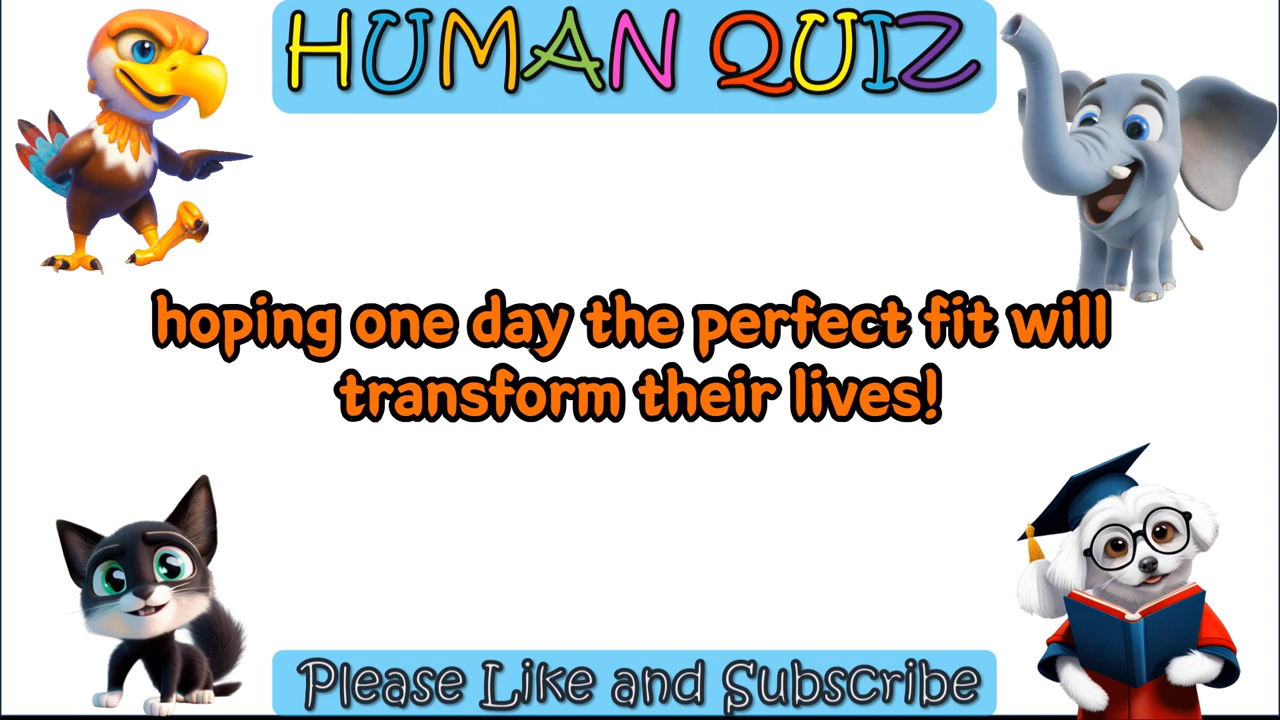 HUMAN QUIZ
hoping one day the perfect fit will
transform their lives!
Please Like and Subscribe